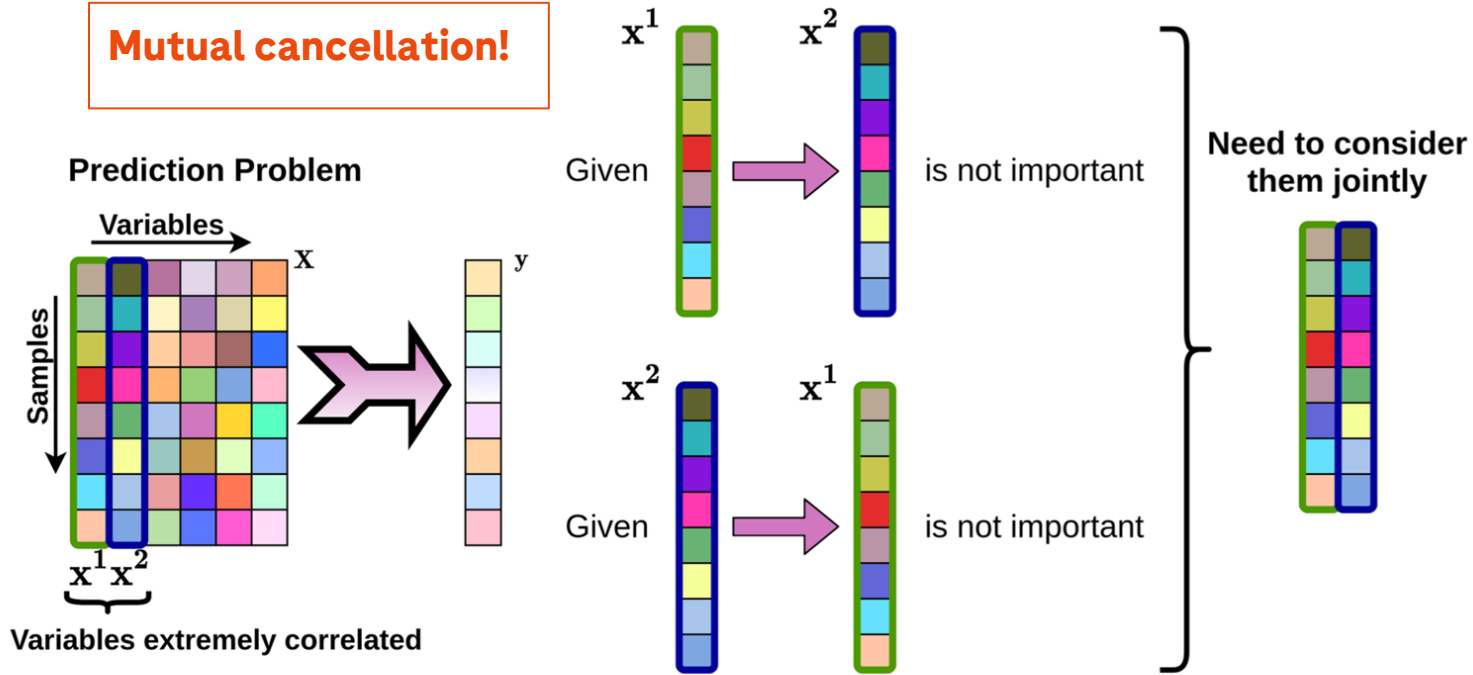 Mutual cancellation!
Prediction Problem
Variables
X
y
Samples
x¹ x²
Variables extremely correlated
x¹ x²
Given is not important
x² x¹
Given is not important
Need to consider
them jointly